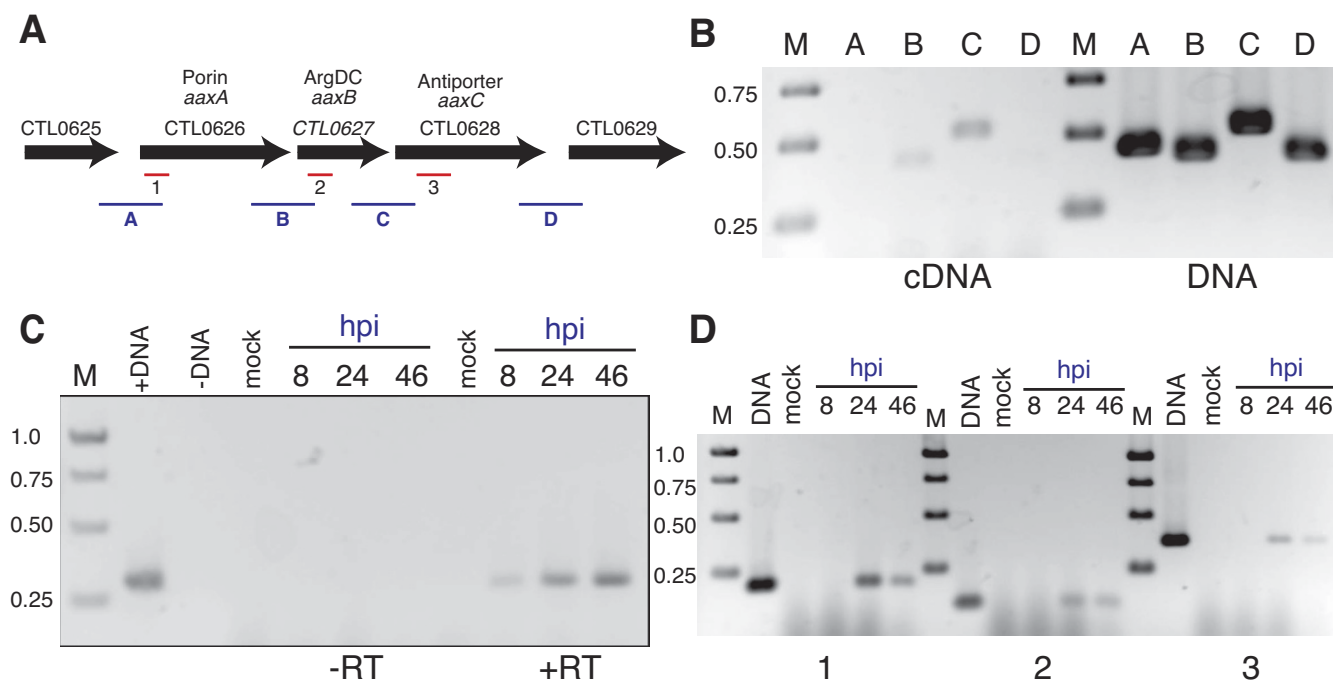 A
Porin
aaxA
ArgDC
aaxB
Antiporter
aaxC
CTL0625
CTL0626
CTL0627
CTL0628
CTL0629
1
2
3
A
B
C
D
B
M A B C D M A B C D
0.75
0.50
0.25
cDNA DNA
C
hpi hpi
M +DNA -DNA mock 8 24 46 mock 8 24 46
1.0
0.75
0.50
0.25
-RT +RT
D
hpi hpi hpi
M DNA mock 8 24 46 M DNA mock 8 24 46 M DNA mock 8 24 46
1.0
0.75
0.50
0.25
1 2 3